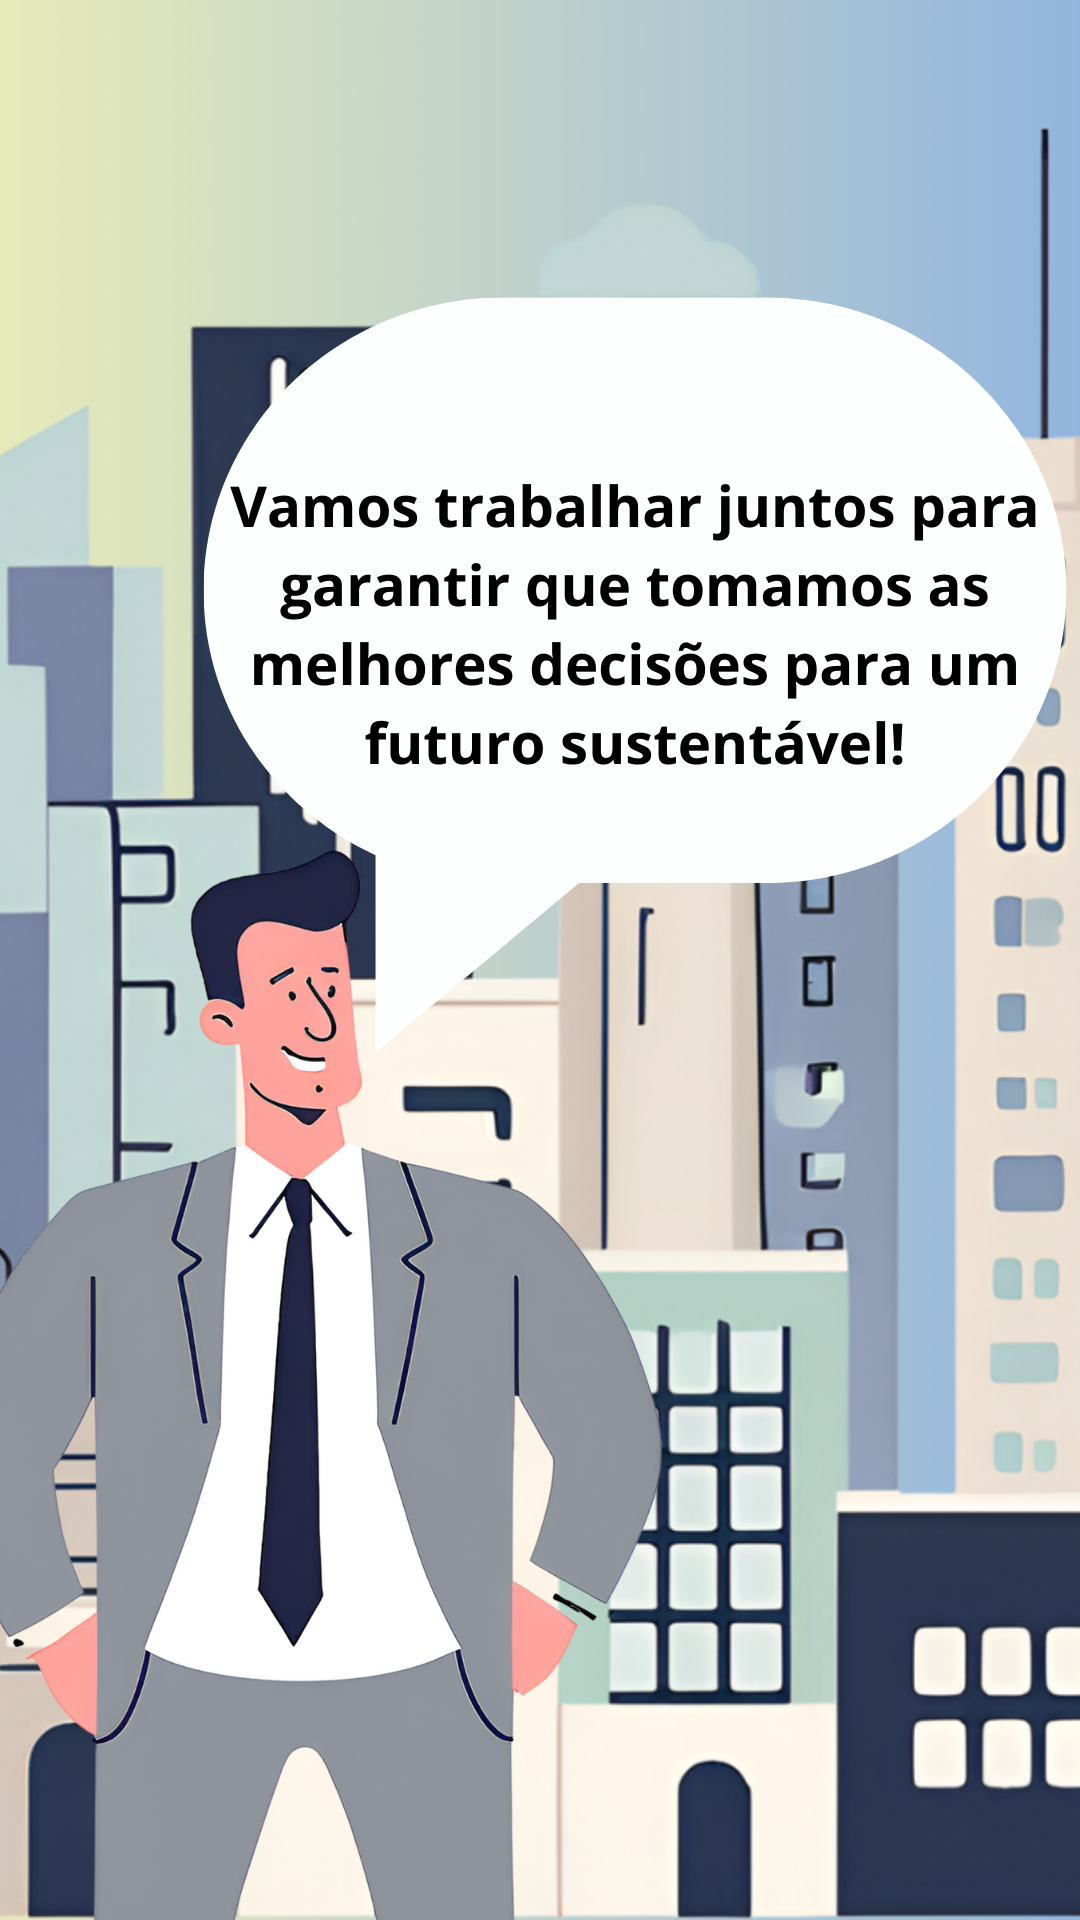 Vamos trabalhar juntos para
garantir que tomamos as
melhores decisões para um
futuro sustentável!